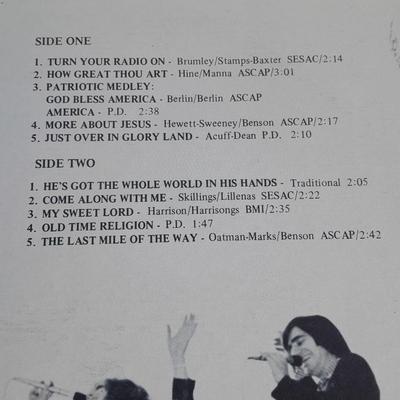 SIDE ONE
1. TURN YOUR RADIO ON - Brumley/Stamps-Baxter SESAC/2:14
2. HOW GREAT THOU ART - Hine/Manna ASCAP/3:01
3. PATRIOTIC MEDLEY:
GOD BLESS AMERICA - Berlin/Berlin ASCAP
AMERICA - P.D. 2:38
4. MORE ABOUT JESUS - Hewett-Sweeney/Benson ASCAP/2:17
5. JUST OVER IN GLORY LAND - Acuff-Dean P.D. 2:10
SIDE TWO
1. HE'S GOT THE WHOLE WORLD IN HIS HANDS - Traditional 2:05
2. COME ALONG WITH ME - Skillings/Lillenas SESAC/2:22
3. MY SWEET LORD - Harrison/Harrisongs BMI/2:35
4. OLD TIME RELIGION - P.D. 1:47
5. THE LAST MILE OF THE WAY - Oatman-Marks/Benson ASCAP/2:42